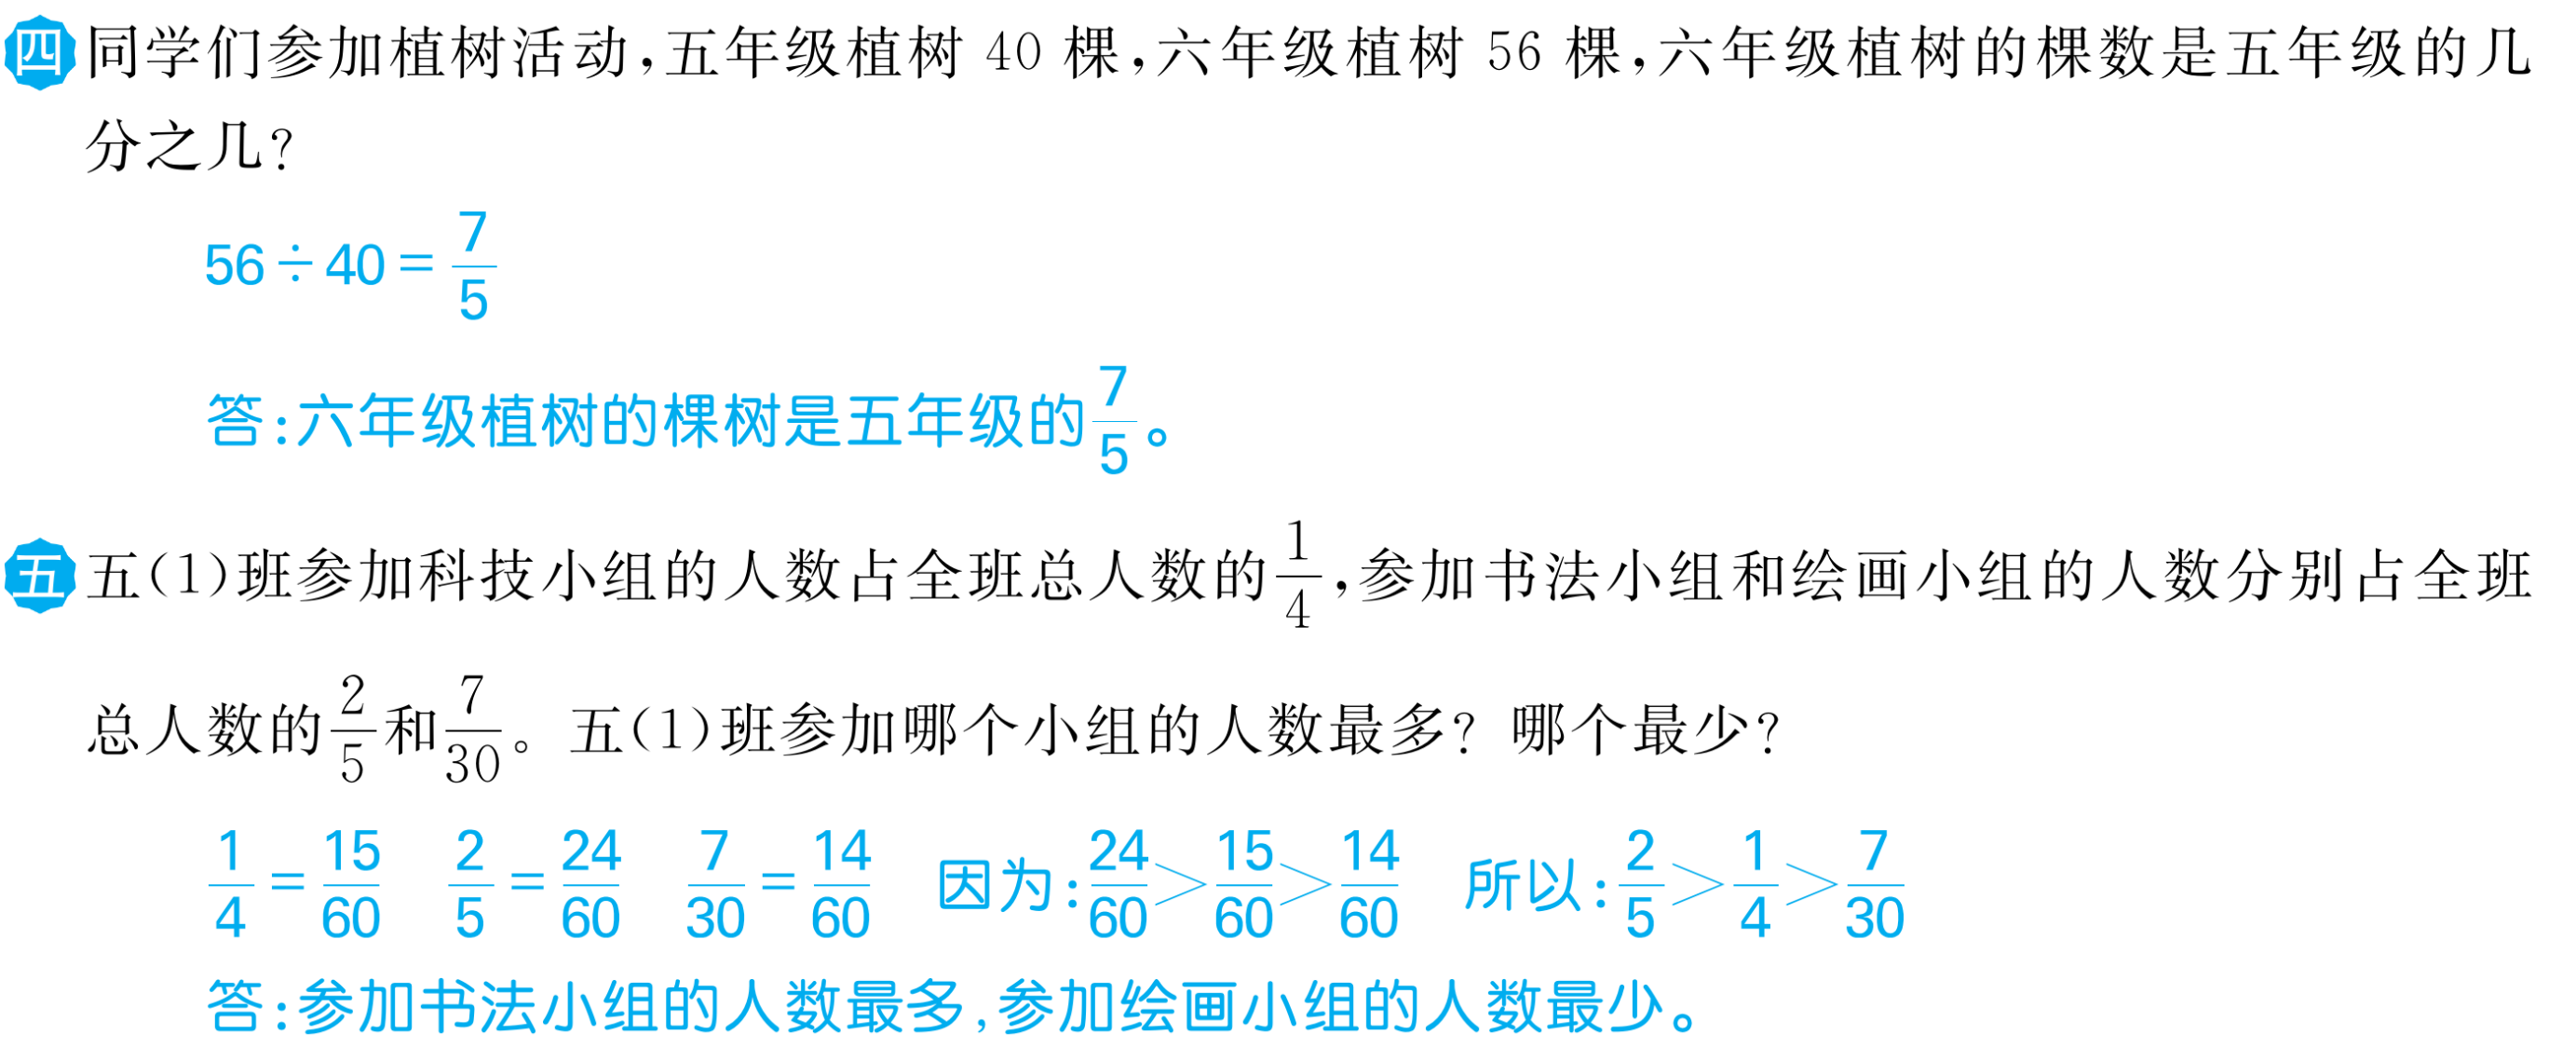 四 同学们参加植树活动,五年级植树 40 棵,六年级植树 56 棵,六年级植树的棵数是五年级的几
分之几?
56÷40=7/5
答:六年级植树的棵树是五年级的7/5。
五 五(1)班参加科技小组的人数占全班总人数的1/4,参加书法小组和绘画小组的人数分别占全班
总人数的2/5和7/30。五(1)班参加哪个小组的人数最多?哪个最少?
1/4=15/60 2/5=24/60 7/30=14/60 因为:24/60>15/60>14/60 所以:2/5>1/4>7/30
答:参加书法小组的人数最多,参加绘画小组的人数最少。